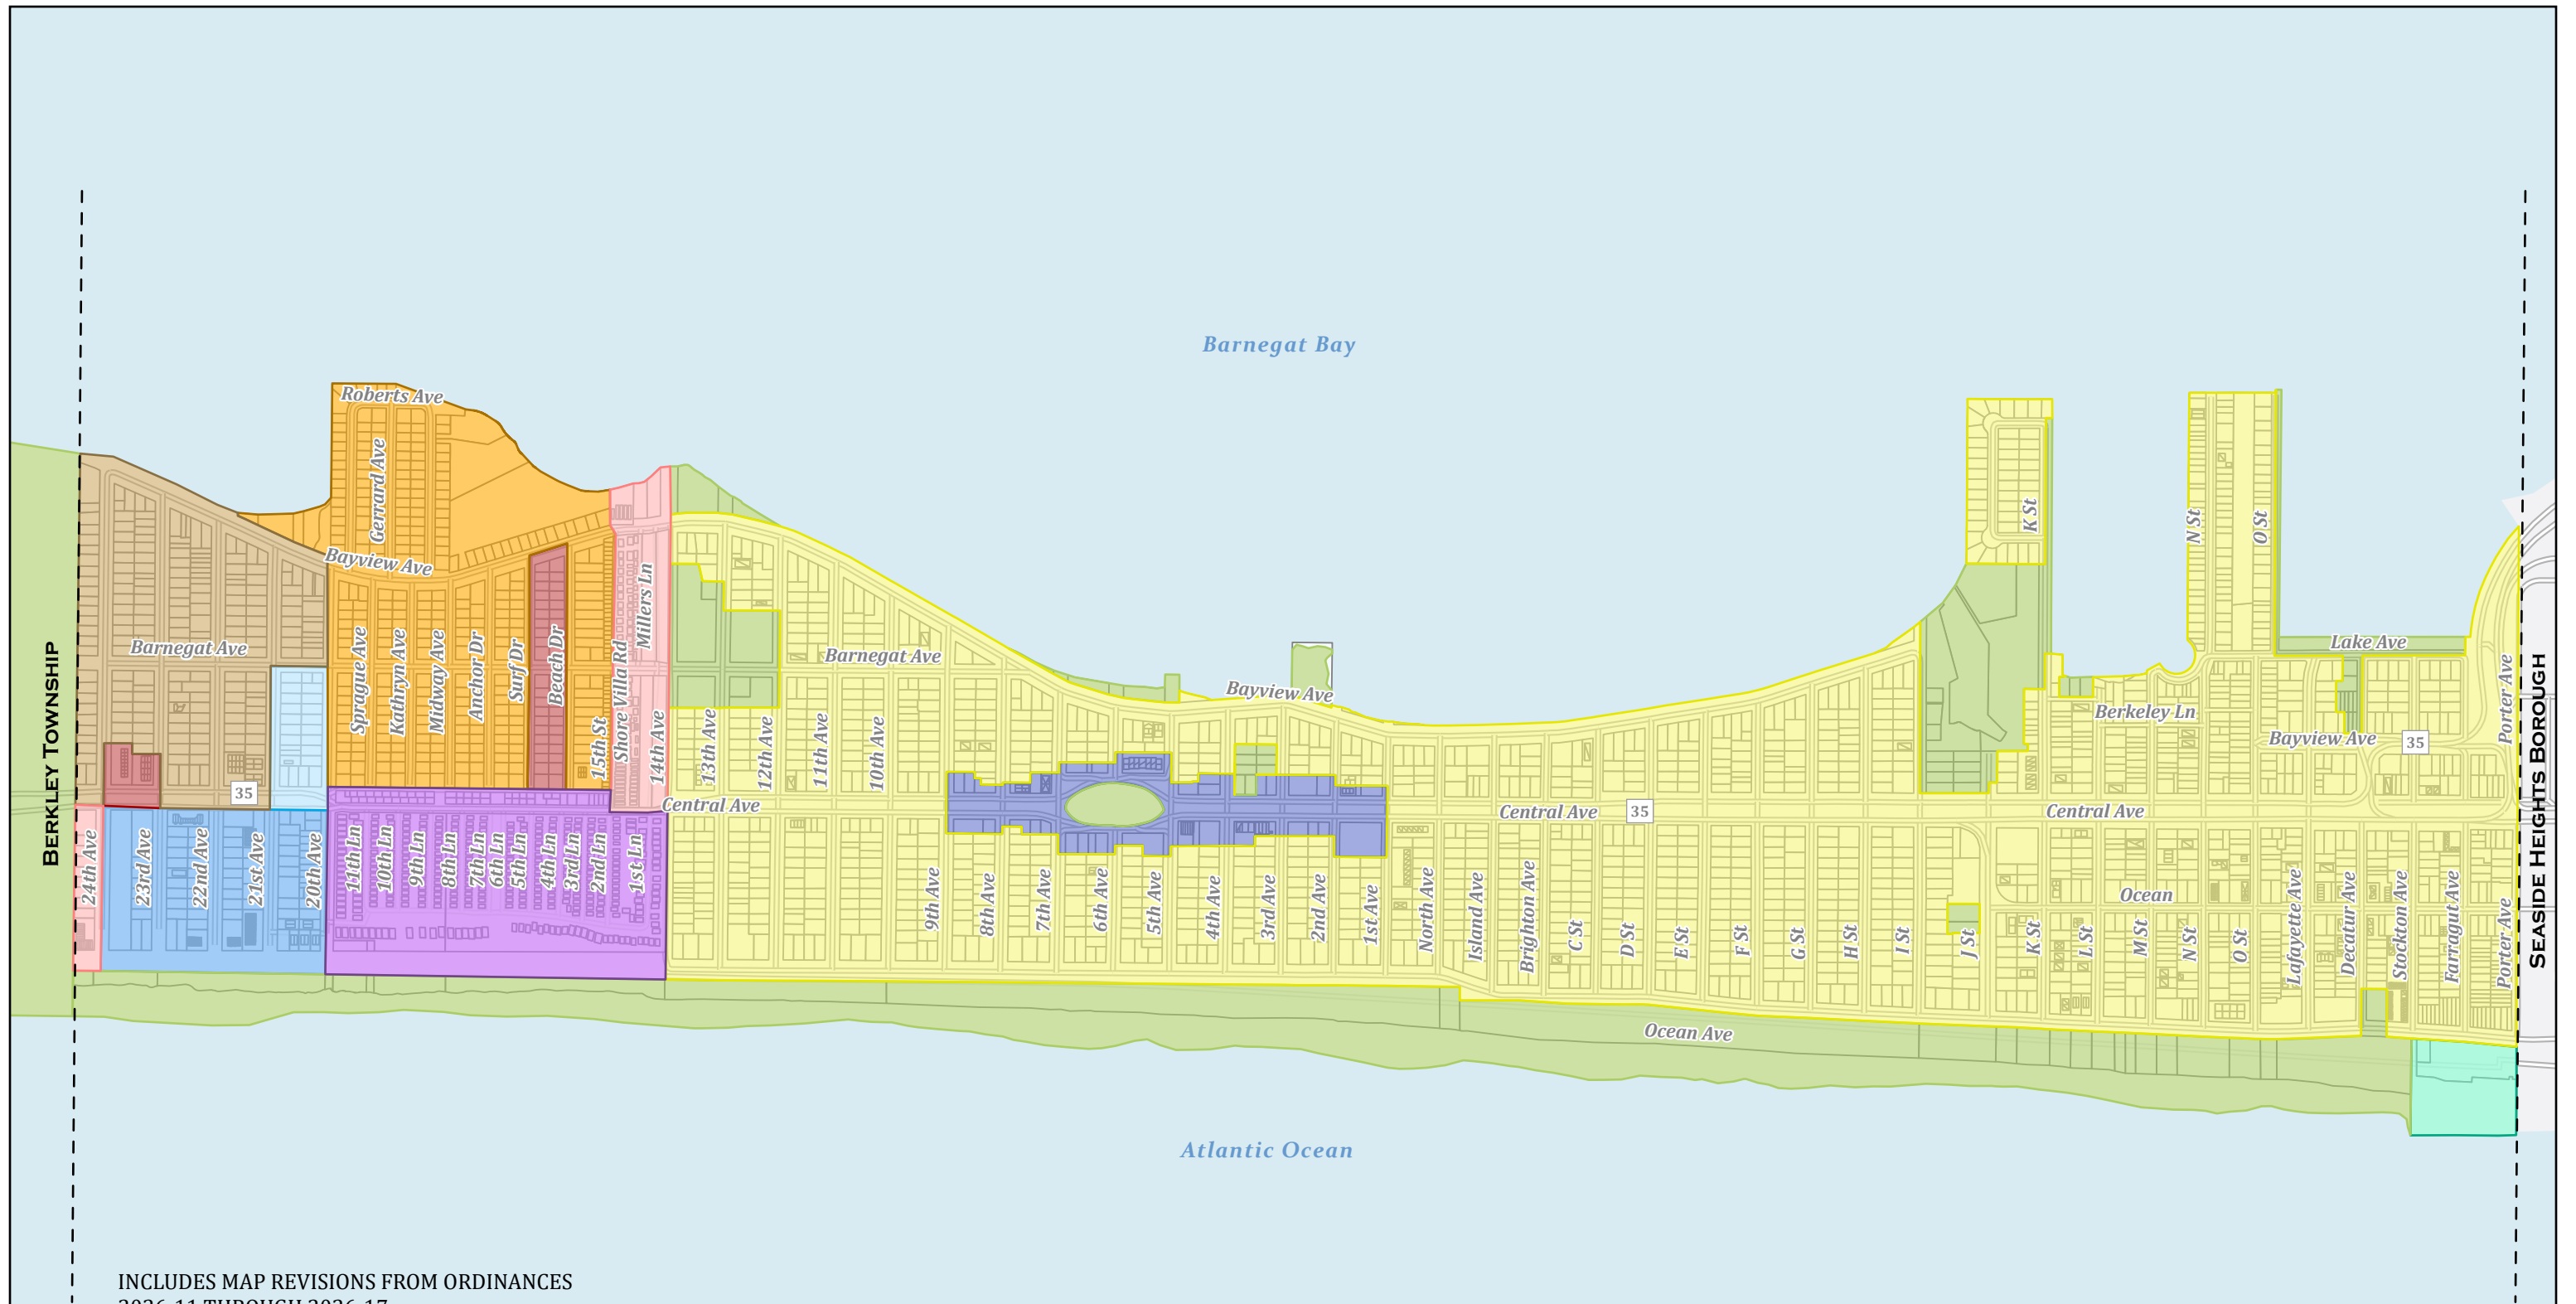 Barnegat Bay
Roberts Ave
Gerrard Ave
Bayview Ave
K St
N St
O St
Millers Ln
Barnegat Ave
Sprague Ave
Kathryn Ave
Midway Ave
Anchor Dr
Surf Dr
Beach Dr
15th St
Shore Villa Rd
14th Ave
13th Ave
12th Ave
11th Ave
10th Ave
Barnegat Ave
Bayview Ave
Lake Ave
Berkeley Ln
Bayview Ave
35
Porter Ave
BERKLEY TOWNSHIP
SEASIDE HEIGHTS BOROUGH
35
Central Ave
Central Ave
35
Central Ave
24th Ave
23rd Ave
22nd Ave
21st Ave
20th Ave
11th Ln
10th Ln
9th Ln
8th Ln
7th Ln
6th Ln
5th Ln
4th Ln
3rd Ln
2nd Ln
1st Ln
9th Ave
8th Ave
7th Ave
6th Ave
5th Ave
4th Ave
3rd Ave
2nd Ave
1st Ave
North Ave
Island Ave
Brighton Ave
C St
D St
E St
F St
G St
H St
I St
J St
K St
L St
M St
N St
O St
Ocean
Lafayette Ave
Decatur Ave
Stockton Ave
Farragut Ave
Porter Ave
Ocean Ave
Atlantic Ocean
INCLUDES MAP REVISIONS FROM ORDINANCES
2026-11 THROUGH 2026-17